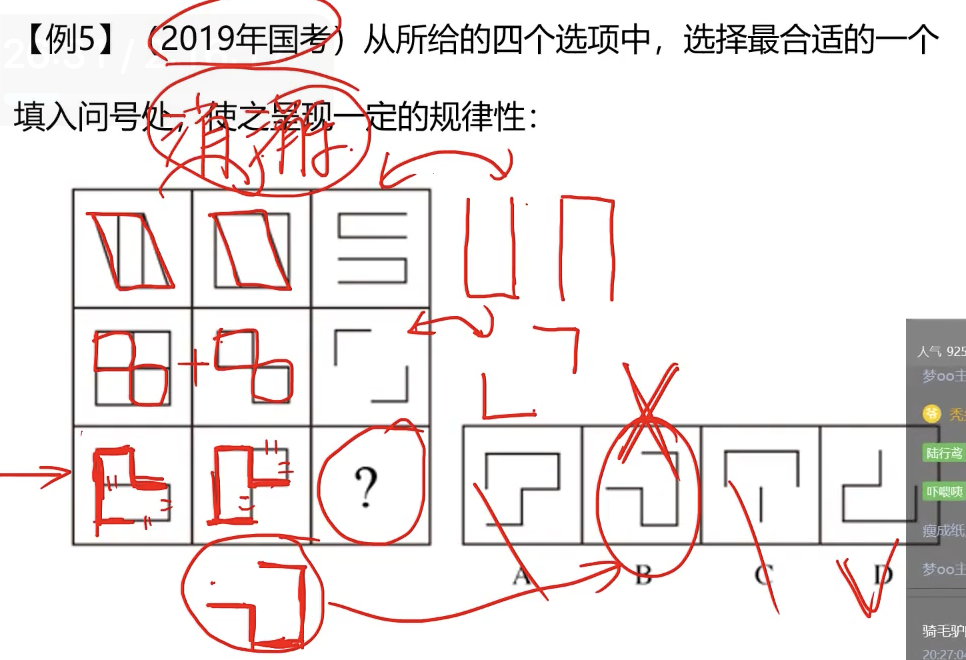 【例5】（2019年国考）从所给的四个选项中，选择最合适的一个
填入问号处，使之呈现一定的规律性：
?
A
B
C
D
人气 925
梦oo主
陆行鸢
吓嘤咦
瘦成纸
梦oo主
骑毛驴
20:27:04